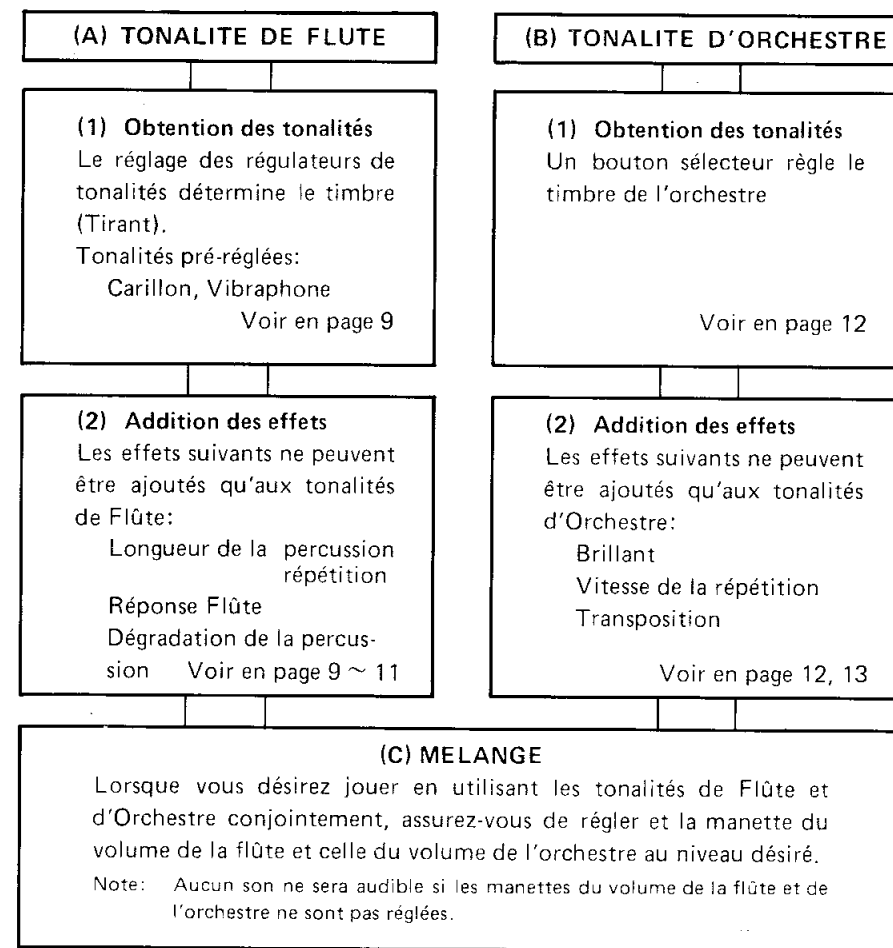 (A) TONALITE DE FLUTE
(1) Obtention des tonalités
Le réglage des régulateurs de
tonalités détermine le timbre
(Tirant).
Tonalités pré-réglées:
Carillon, Vibraphone
Voir en page 9
(2) Addition des effets
Les effets suivants ne peuvent
être ajoutés qu'aux tonalités
de Flûte:
Longueur de la percussion
répétition
Réponse Flûte
Dégradation de la percus-
sion Voir en page 9 ~ 11
(B) TONALITE D'ORCHESTRE
(1) Obtention des tonalités
Un bouton sélecteur règle le
timbre de l'orchestre
Voir en page 12
(2) Addition des effets
Les effets suivants ne peuvent
être ajoutés qu'aux tonalités
d'Orchestre:
Brillant
Vitesse de la répétition
Transposition
Voir en page 12, 13
(C) MELANGE
Lorsque vous désirez jouer en utilisant les tonalités de Flûte et
d'Orchestre conjointement, assurez-vous de régler et la manette du
volume de la flûte et celle du volume de l'orchestre au niveau désiré.
Note: Aucun son ne sera audible si les manettes du volume de la flûte et de
l'orchestre ne sont pas réglées.